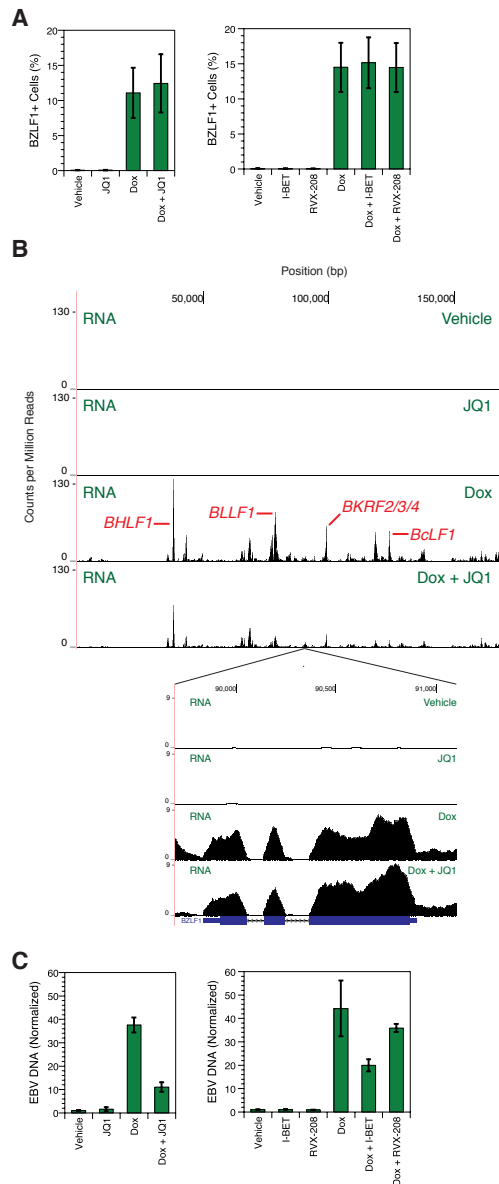 A
BZLF1+ Cells (%)
20
15
10
5
0
Vehicle
JQ1
Dox
Dox + JQ1
BZLF1+ Cells (%)
20
15
10
5
0
Vehicle
I-BET
RVX-208
Dox
Dox + I-BET
Dox + RVX-208
B
Position (bp)
50,000
100,000
150,000
Counts per Million Reads
130
RNA
Vehicle
0
130
RNA
JQ1
0
130
RNA
Dox
BHLF1
BLLF1
BKRF2/3/4
BcLF1
0
130
RNA
Dox + JQ1
0
90,000
90,500
91,000
9
RNA
Vehicle
0
9
RNA
JQ1
0
9
RNA
Dox
0
9
RNA
Dox + JQ1
0
BZLF1
C
EBV DNA (Normalized)
60
50
40
30
20
10
0
Vehicle
JQ1
Dox
Dox + JQ1
EBV DNA (Normalized)
60
50
40
30
20
10
0
Vehicle
I-BET
RVX-208
Dox
Dox + I-BET
Dox + RVX-208